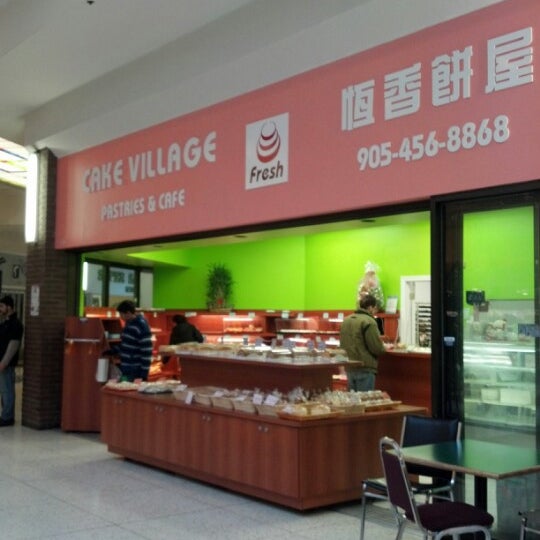 CAKE VILLAGE
PASTRIES & CAFE
Fresh
恆香餅屋
905-456-8868